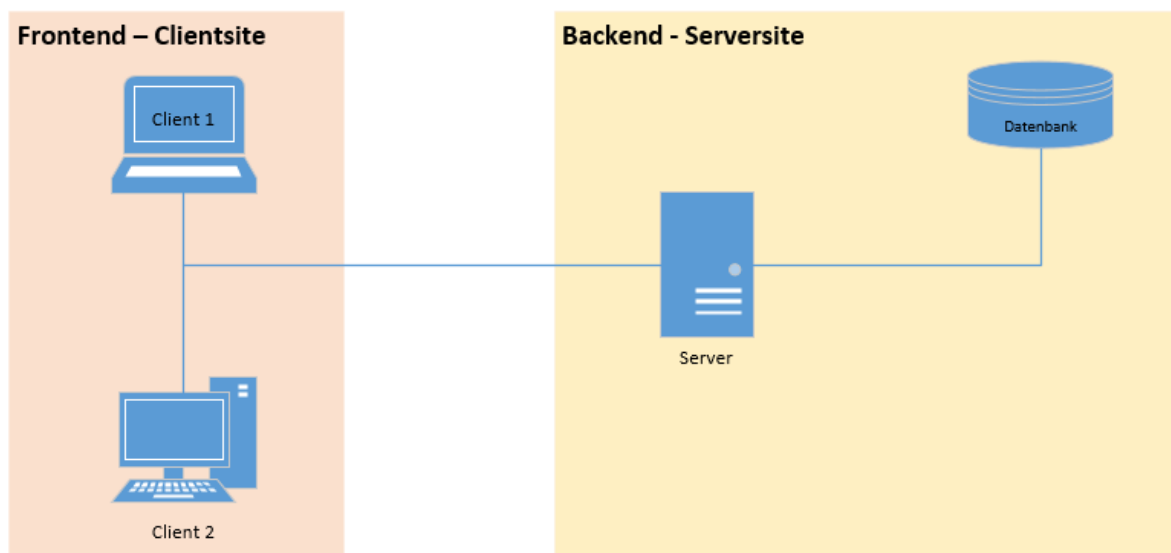 Frontend – Clientsite
Backend - Serversite
Client 1
Datenbank
Server
Client 2